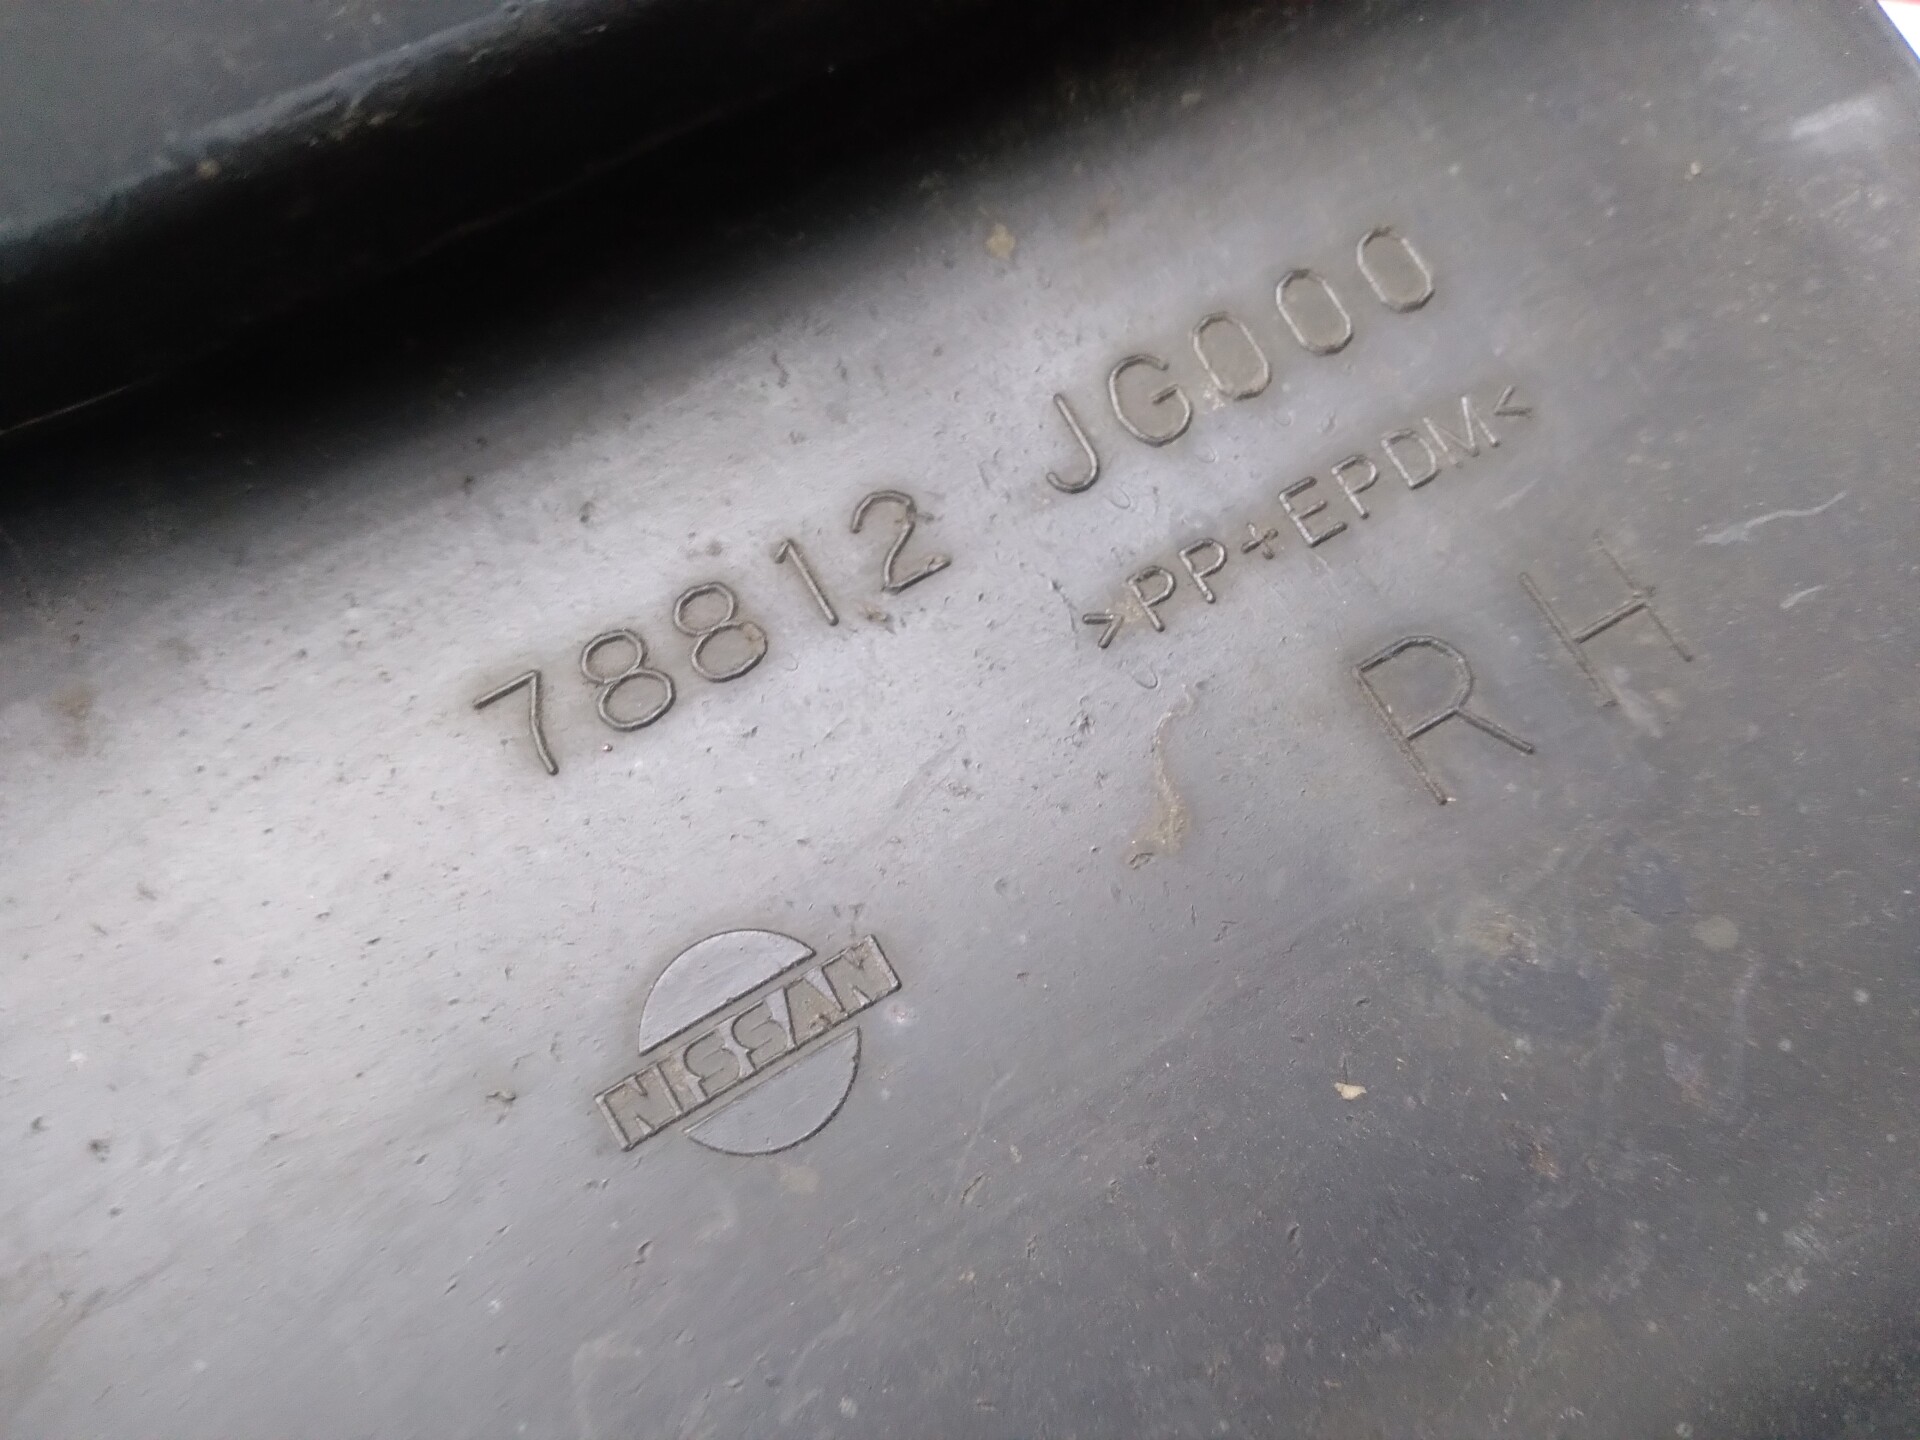 78812 JG000
>PP+EPDM<
RH
NISSAN